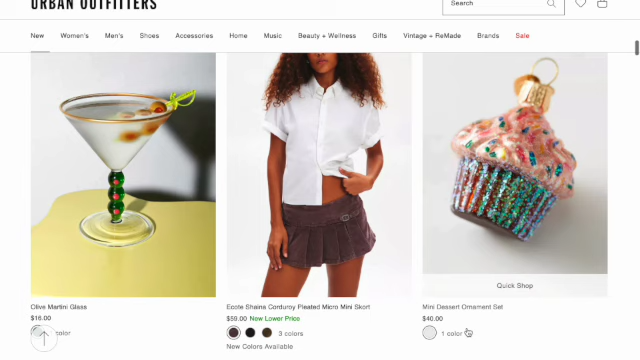 URBAN OUTFITTERS
Search
New Women's Men's Shoes Accessories Home Music Beauty + Wellness Gifts Vintage + ReMade Brands Sale
Quick Shop
Olive Martini Glass
$16.00
color
Ecote Shaina Corduroy Pleated Micro Mini Skort
$59.00 New Lower Price
3 colors
New Colors Available
Mini Dessert Ornament Set
$40.00
1 color